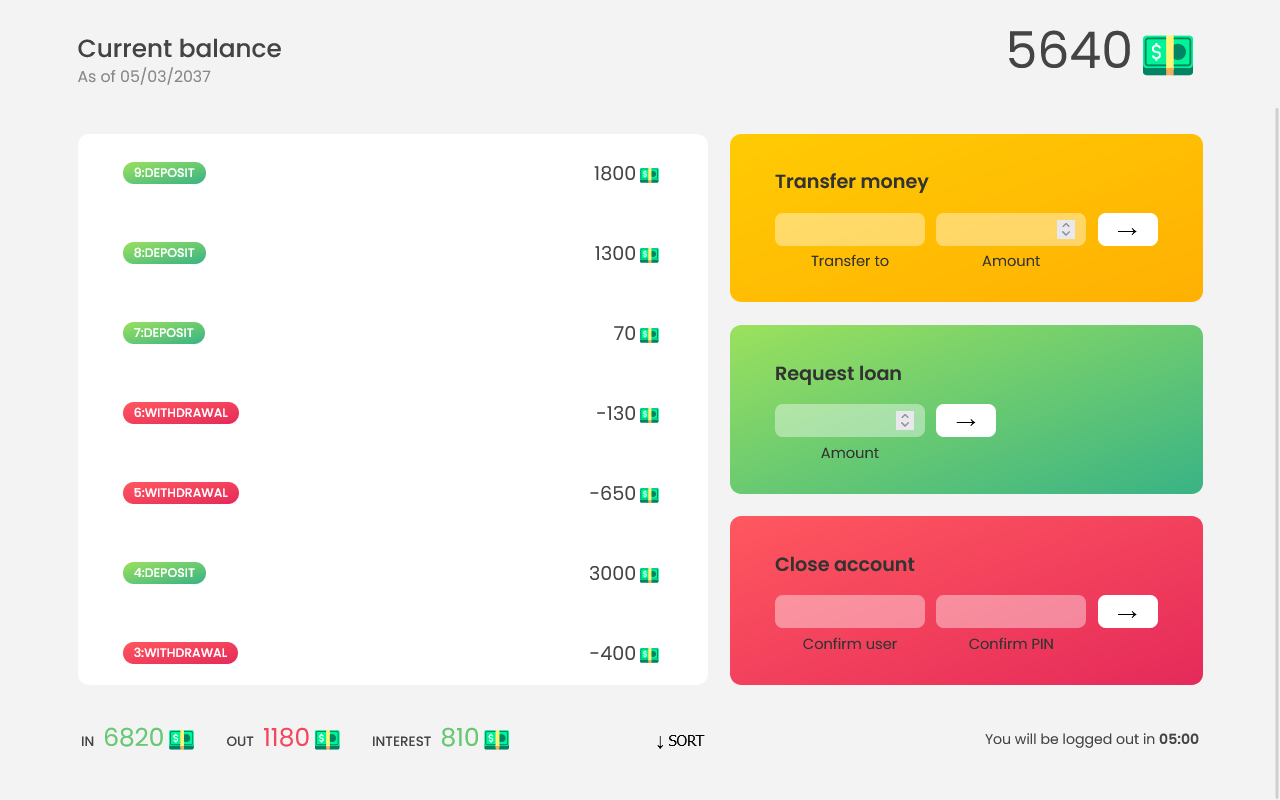 Current balance
As of 05/03/2037
5640
9:DEPOSIT 1800
8:DEPOSIT 1300
7:DEPOSIT 70
6:WITHDRAWAL -130
5:WITHDRAWAL -650
4:DEPOSIT 3000
3:WITHDRAWAL -400
Transfer money
→
Transfer to Amount
Request loan
→
Amount
Close account
→
Confirm user Confirm PIN
IN 6820 OUT 1180 INTEREST 810 ↓ SORT You will be logged out in 05:00